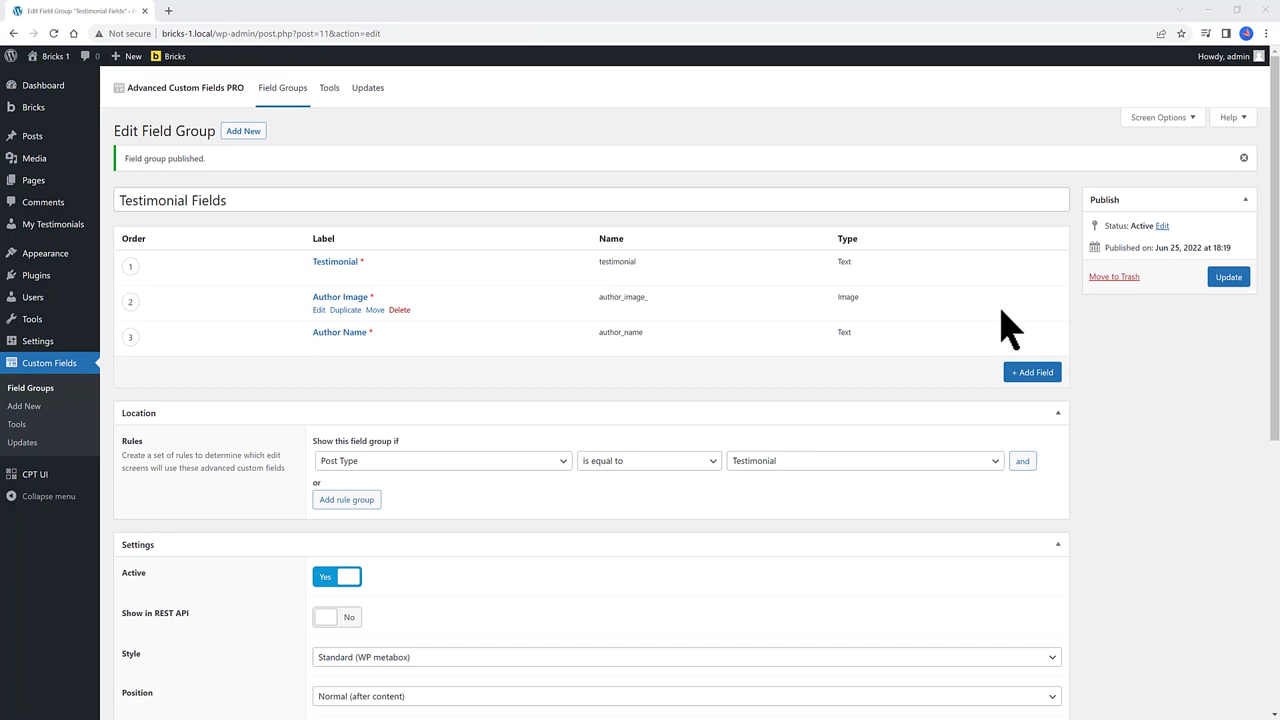 Edit Field Group "Testimonial Fields" ‹ B
Not secure
bricks-1.local/wp-admin/post.php?post=11&action=edit
Bricks 1
0
New
Bricks
Howdy, admin
Dashboard
Bricks
Posts
Media
Pages
Comments
My Testimonials
Appearance
Plugins
Users
Tools
Settings
Custom Fields
Field Groups
Add New
Tools
Updates
CPT UI
Collapse menu
Advanced Custom Fields PRO
Field Groups
Tools
Updates
Screen Options
Help
Edit Field Group
Add New
Field group published.
Testimonial Fields
Order
Label
Name
Type
1
Testimonial *
testimonial
Text
2
Author Image *
author_image_
Image
Edit Duplicate Move Delete
3
Author Name *
author_name
Text
+ Add Field
Publish
Status: Active Edit
Published on: Jun 25, 2022 at 18:19
Move to Trash
Update
Location
Rules
Create a set of rules to determine which edit
screens will use these advanced custom fields
Show this field group if
Post Type
is equal to
Testimonial
and
or
Add rule group
Settings
Active
Yes
Show in REST API
No
Style
Standard (WP metabox)
Position
Normal (after content)